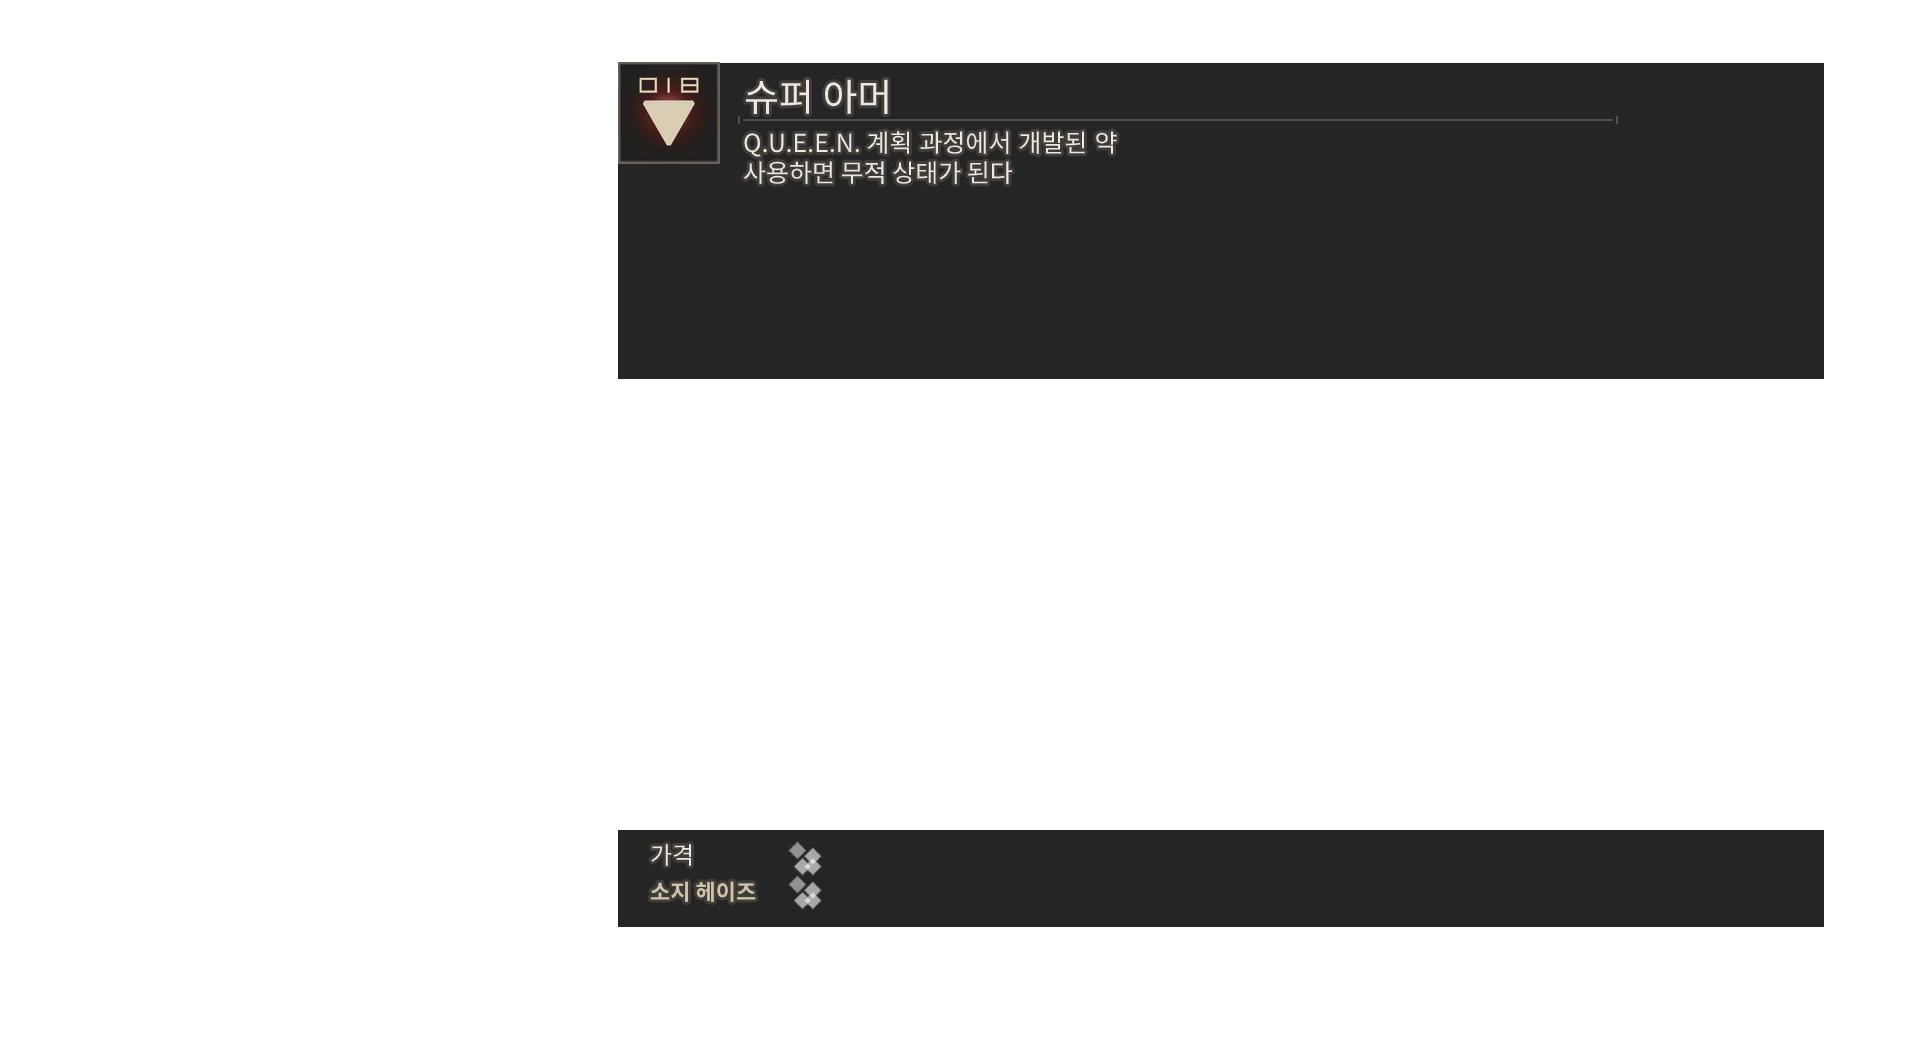 슈퍼 아머
Q.U.E.E.N. 계획 과정에서 개발된 약
사용하면 무적 상태가 된다
가격
소지 헤이즈